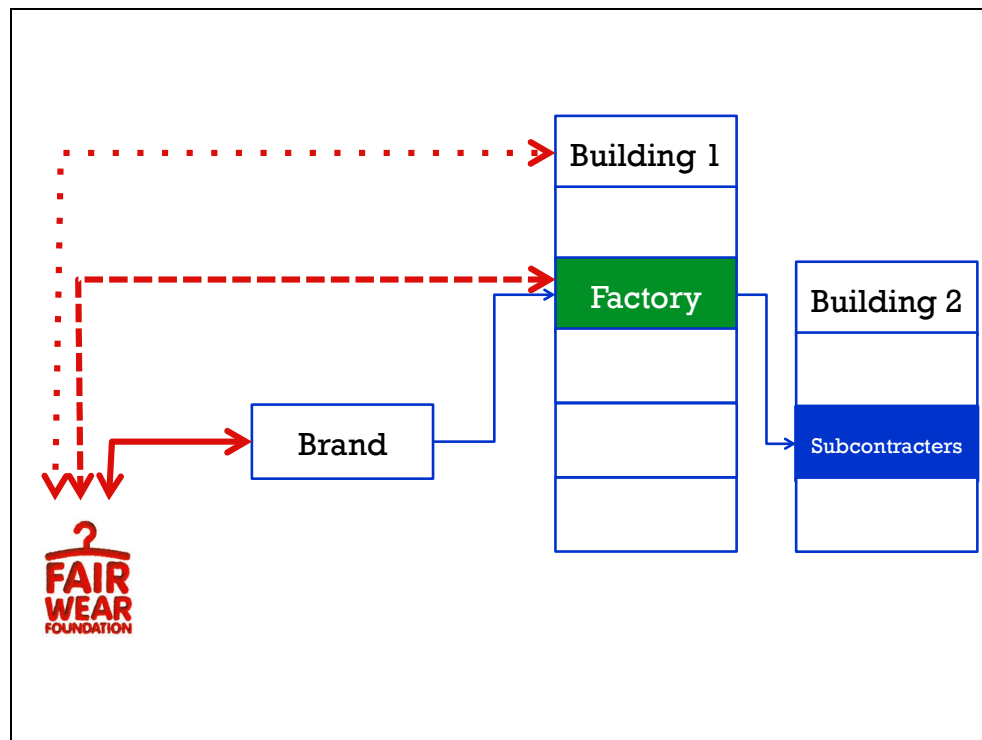 Building 1
Factory
Building 2
Brand
Subcontracters
FAIR
WEAR
FOUNDATION